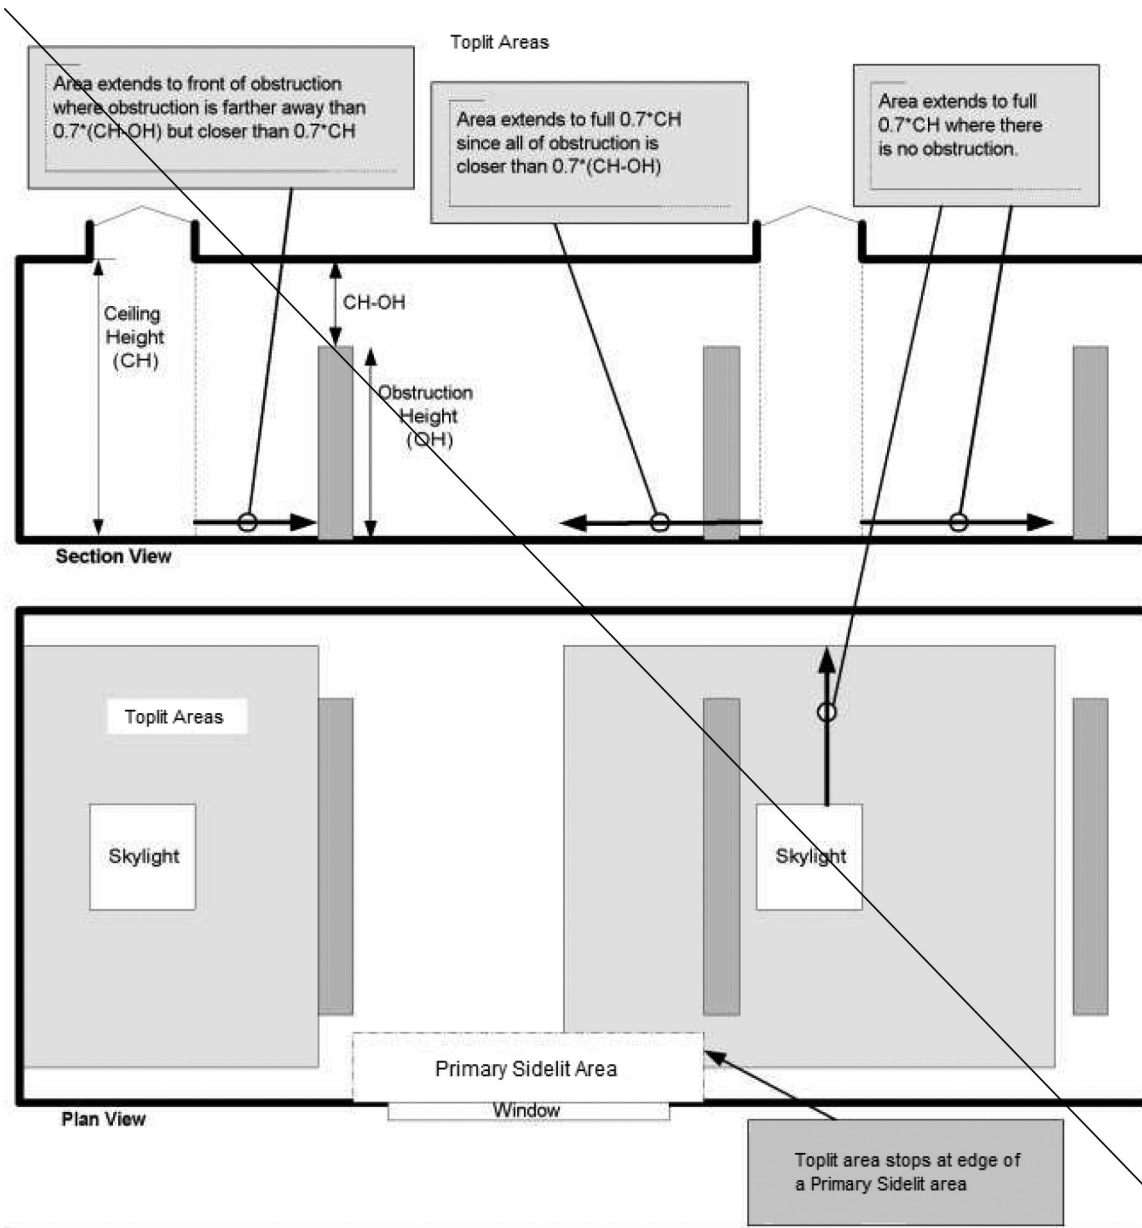 Toplit Areas
Area extends to front of obstruction
where obstruction is farther away than
0.7*(CH-OH) but closer than 0.7*CH
Area extends to full 0.7*CH
since all of obstruction is
closer than 0.7*(CH-OH)
Area extends to full
0.7*CH where there
is no obstruction.
Ceiling
Height
(CH)
CH-OH
Obstruction
Height
(OH)
Section View
Toplit Areas
Skylight
Skylight
Primary Sidelit Area
Window
Plan View
Toplit area stops at edge of
a Primary Sidelit area